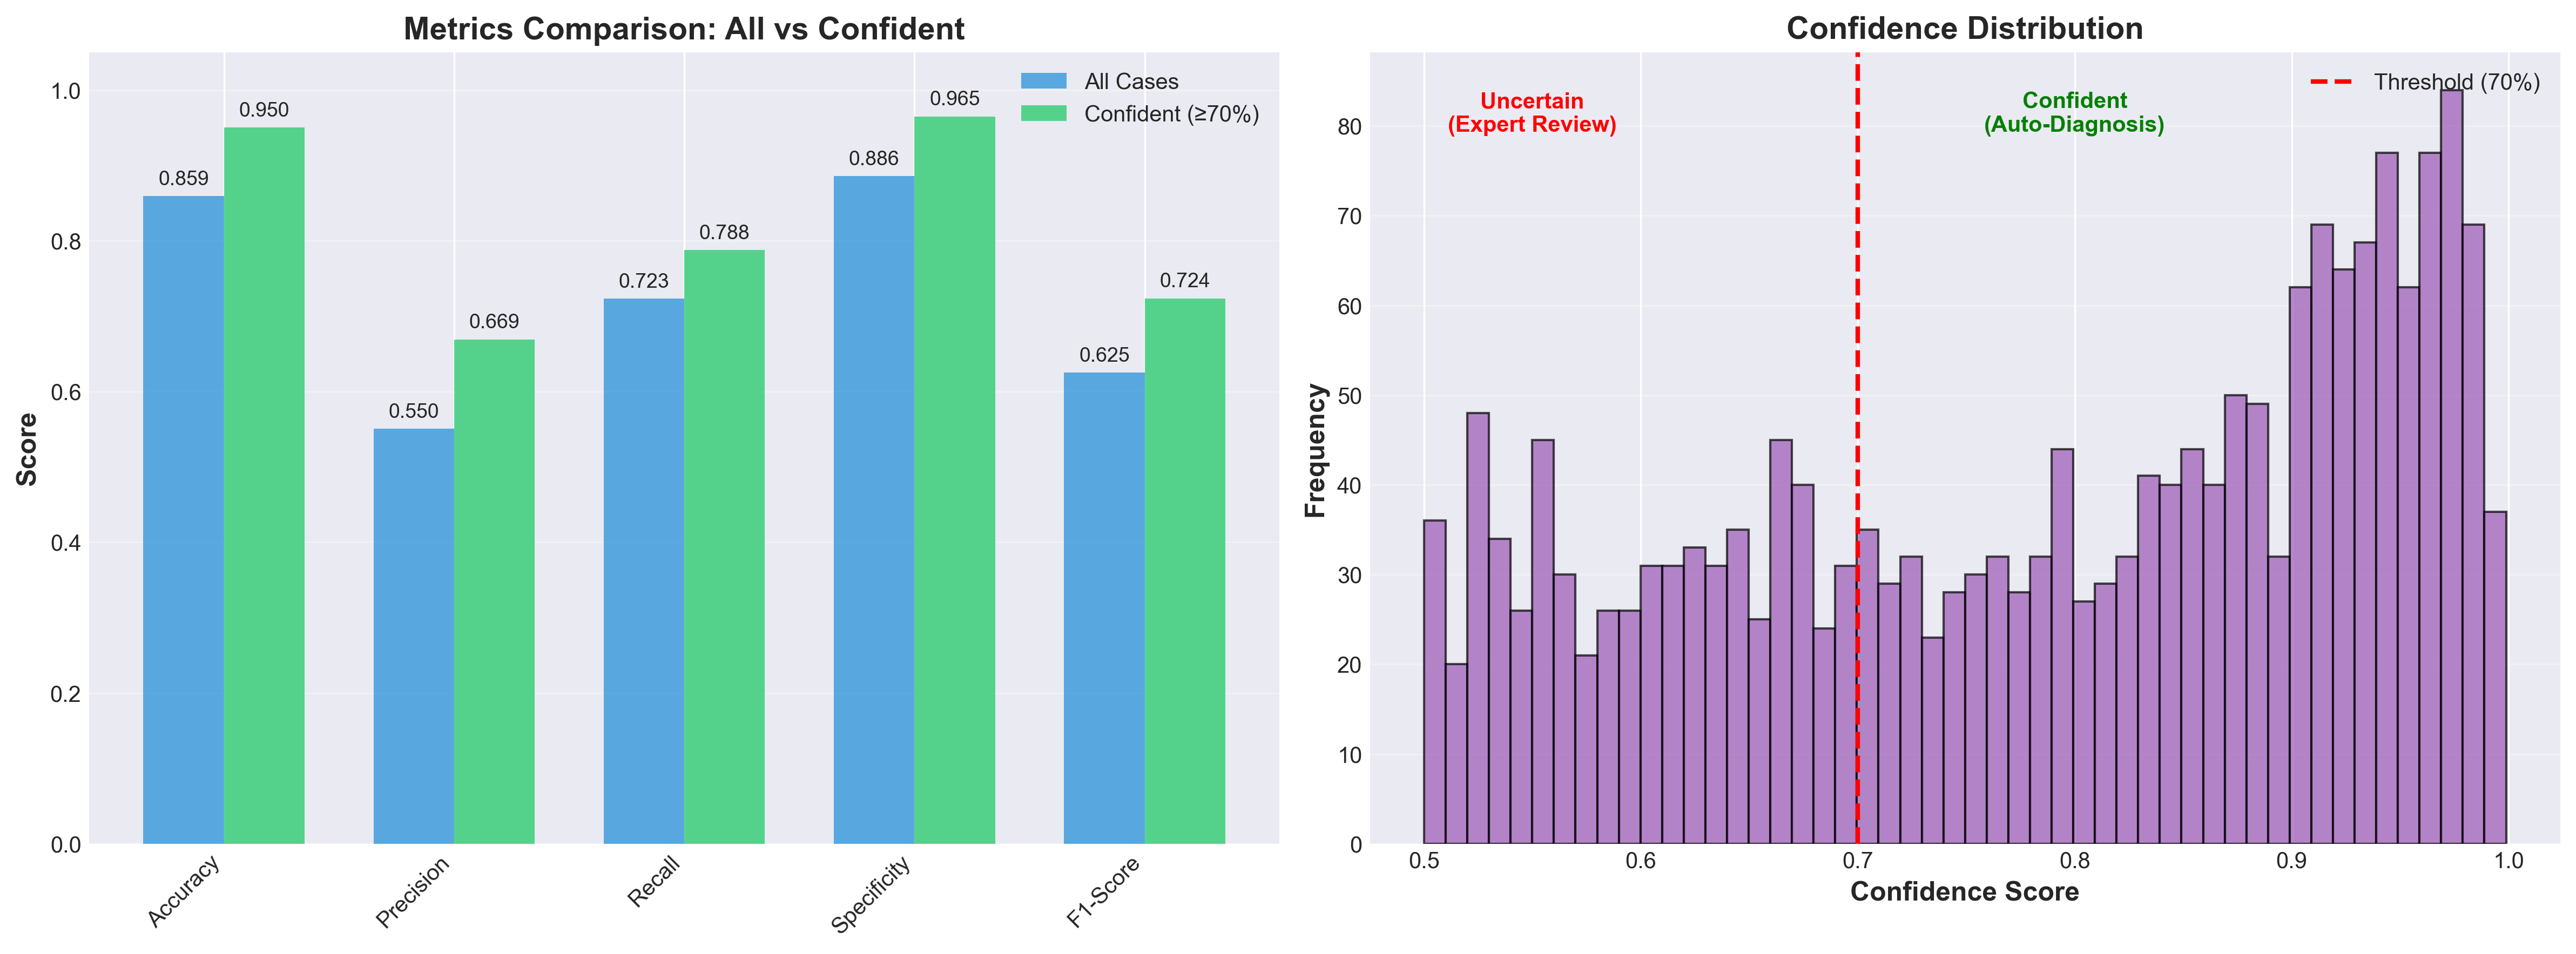 Metrics Comparison: All vs Confident
All Cases
Confident (≥70%)
Score
1.0
0.8
0.6
0.4
0.2
0.0
0.859
0.950
0.550
0.669
0.723
0.788
0.886
0.965
0.625
0.724
Accuracy
Precision
Recall
Specificity
F1-Score
Confidence Distribution
Threshold (70%)
Uncertain
(Expert Review)
Confident
(Auto-Diagnosis)
Frequency
80
70
60
50
40
30
20
10
0
0.5
0.6
0.7
0.8
0.9
1.0
Confidence Score